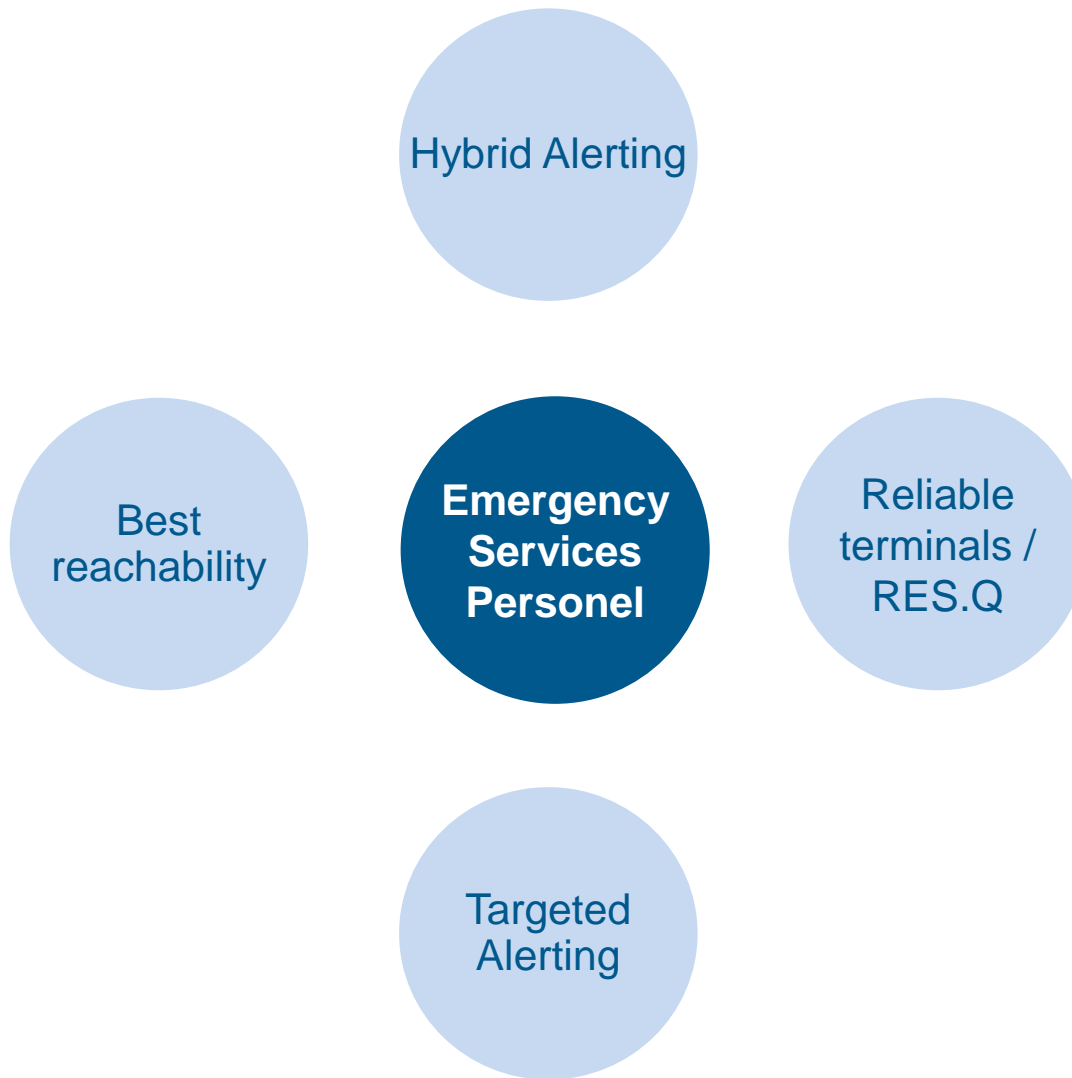 Hybrid Alerting
Best
reachability
Emergency
Services
Personel
Reliable
terminals /
RES.Q
Targeted
Alerting